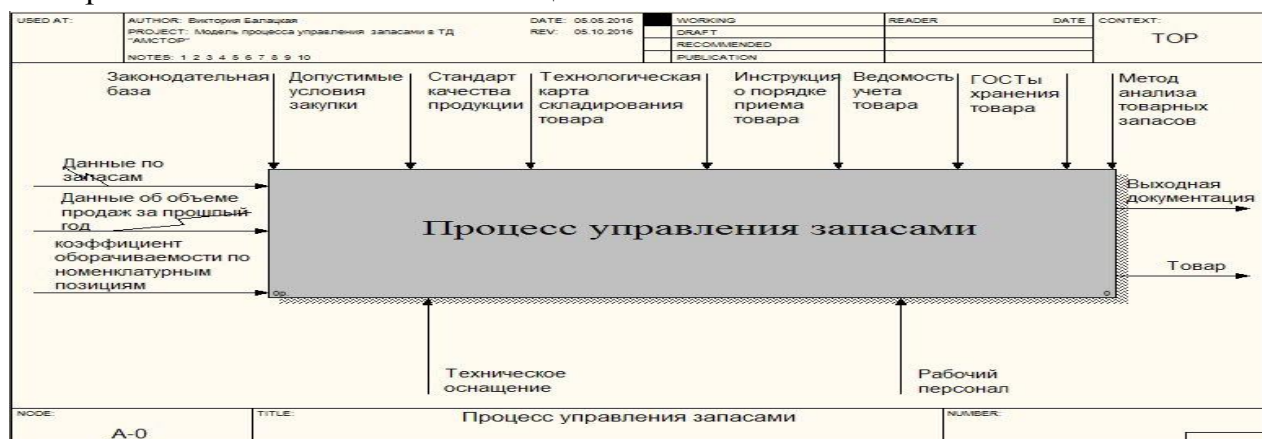 USED AT:
AUTHOR: Виктория Балацкая
DATE: 05.05.2016
WORKING
READER
DATE
CONTEXT:
PROJECT: Модель процесса управления запасами в ТД
REV: 05.10.2016
DRAFT
TOP
"АМСТОР"
RECOMMENDED
NOTES: 1 2 3 4 5 6 7 8 9 10
PUBLICATION
Законодательная
база
Допустимые
условия
закупки
Стандарт
качества
продукции
Технологическая
карта
складирования
товара
Инструкция
о порядке
приема
товара
Ведомость
учета
товара
ГОСТы
хранения
товара
Метод
анализа
товарных
запасов
Данные по
запасам
Данные об объеме
продаж за прошлый
год
коэффициент
оборачиваемости по
номенклатурным
позициям
Процесс управления запасами
0р.
0
Выходная
документация
Товар
Техническое
оснащение
Рабочий
персонал
NODE:
TITLE:
Процесс управления запасами
NUMBER:
A-0